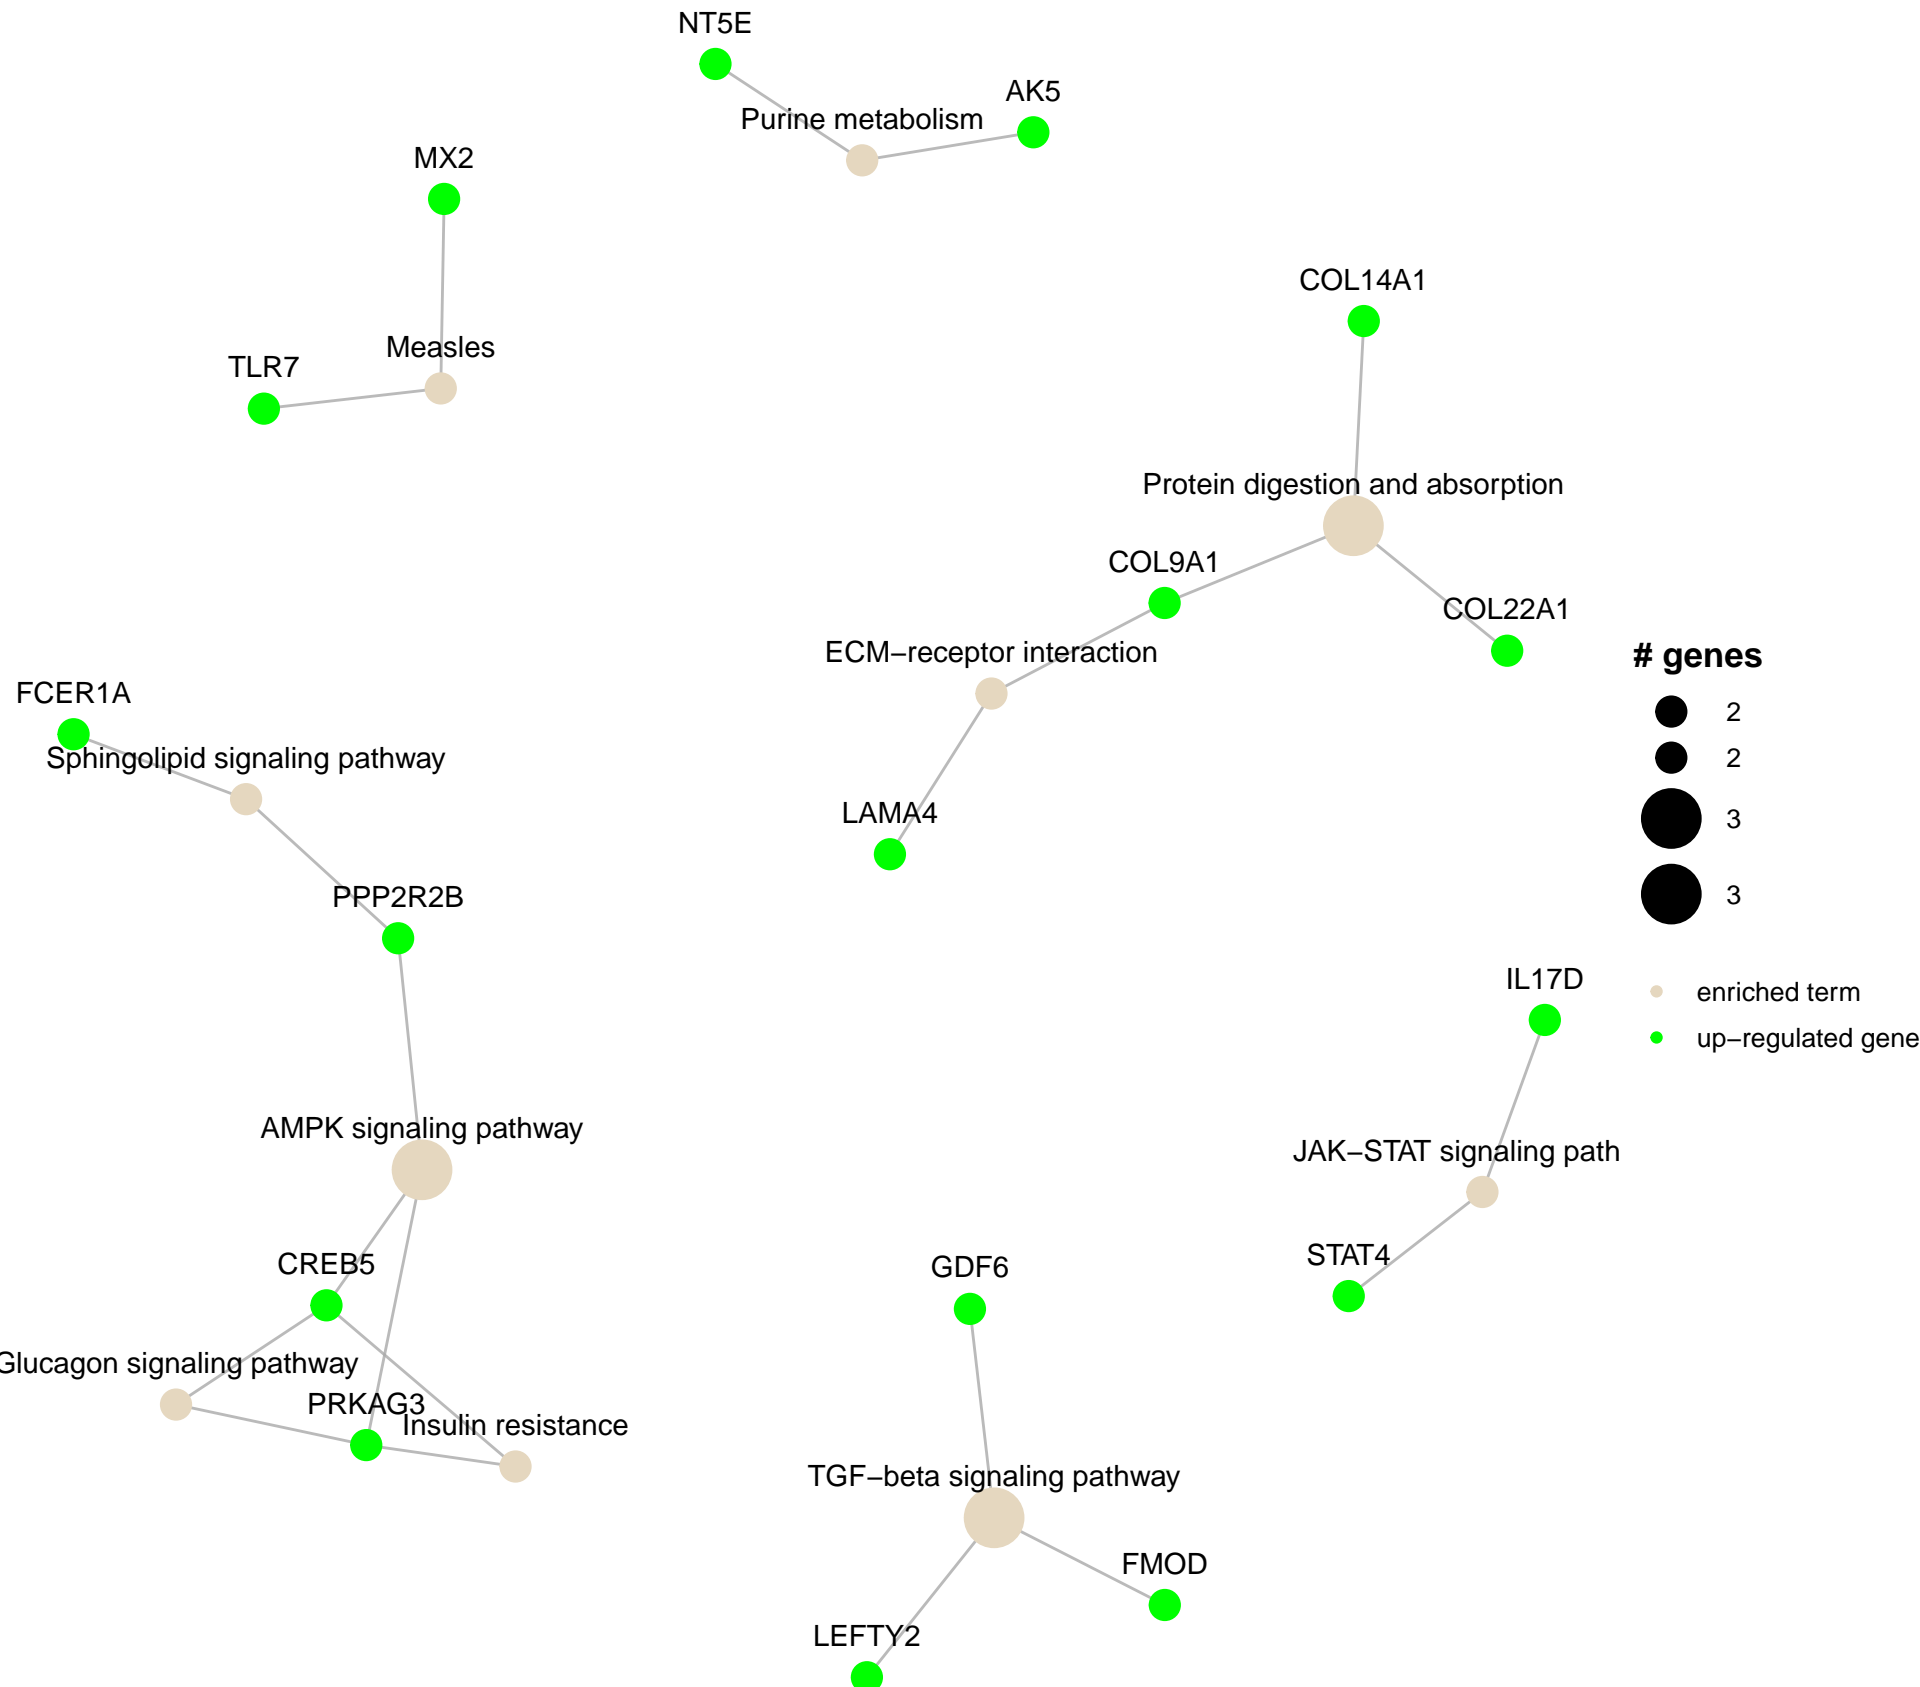 NT5E
AK5
Purine metabolism
MX2
Measles
TLR7
COL14A1
Protein digestion and absorption
COL9A1
COL22A1
ECM−receptor interaction
LAMA4
FCER1A
Sphingolipid signaling pathway
PPP2R2B
AMPK signaling pathway
CREB5
Glucagon signaling pathway
PRKAG3
Insulin resistance
IL17D
JAK−STAT signaling path
STAT4
GDF6
TGF−beta signaling pathway
FMOD
LEFTY2
# genes
2
2
3
3
enriched term
up−regulated gene